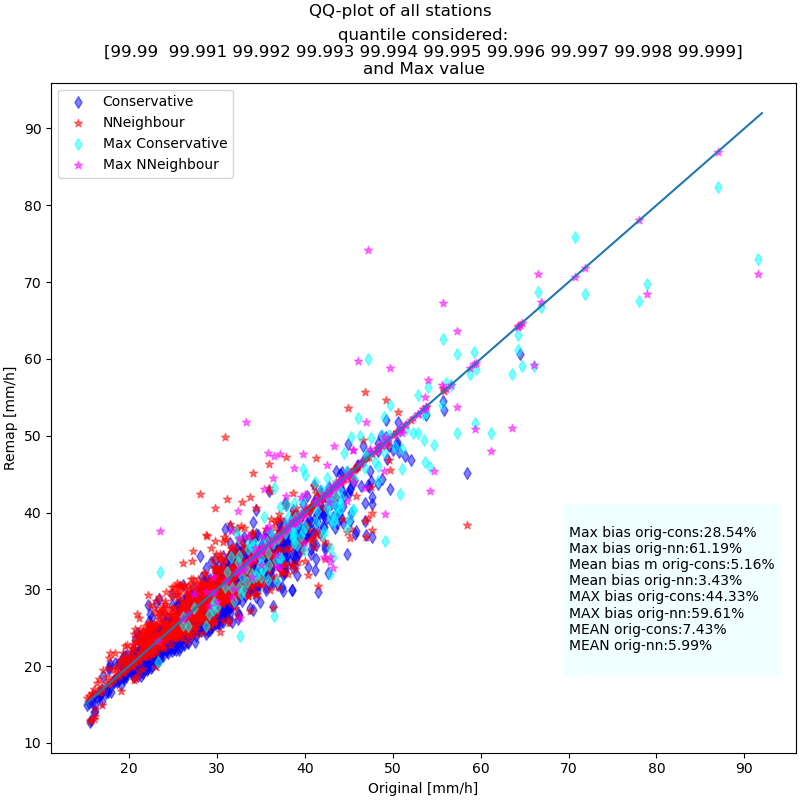 QQ-plot of all stations
quantile considered:
[99.99  99.991 99.992 99.993 99.994 99.995 99.996 99.997 99.998 99.999]
and Max value
Conservative
NNeighbour
Max Conservative
Max NNeighbour
90
80
70
60
50
40
30
20
10
Remap [mm/h]
Max bias orig-cons:28.54%
Max bias orig-nn:61.19%
Mean bias m orig-cons:5.16%
Mean bias orig-nn:3.43%
MAX bias orig-cons:44.33%
MAX bias orig-nn:59.61%
MEAN orig-cons:7.43%
MEAN orig-nn:5.99%
20 30 40 50 60 70 80 90
Original [mm/h]